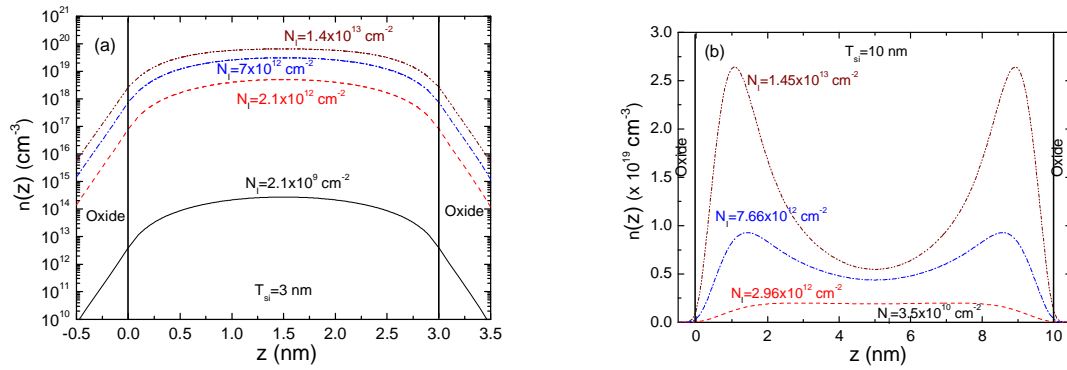 (a)
N_I=1.4x10^13 cm^-2
N_I=7x10^12 cm^-2
N_I=2.1x10^12 cm^-2
N_I=2.1x10^9 cm^-2
Oxide
Oxide
T_si=3 nm
n(z) (cm^-3)
10^21
10^20
10^19
10^18
10^17
10^16
10^15
10^14
10^13
10^12
10^11
10^10
-0.5 0.0 0.5 1.0 1.5 2.0 2.5 3.0 3.5
z (nm)
(b)
T_si=10 nm
N_I=1.45x10^13 cm^-2
N_I=7.66x10^12 cm^-2
N_I=2.96x10^12 cm^-2
N_I=3.5x10^10 cm^-2
Oxide
Oxide
n(z) (x 10^19 cm^-3)
3.0
2.5
2.0
1.5
1.0
0.5
0.0
0 2 4 6 8 10
z (nm)